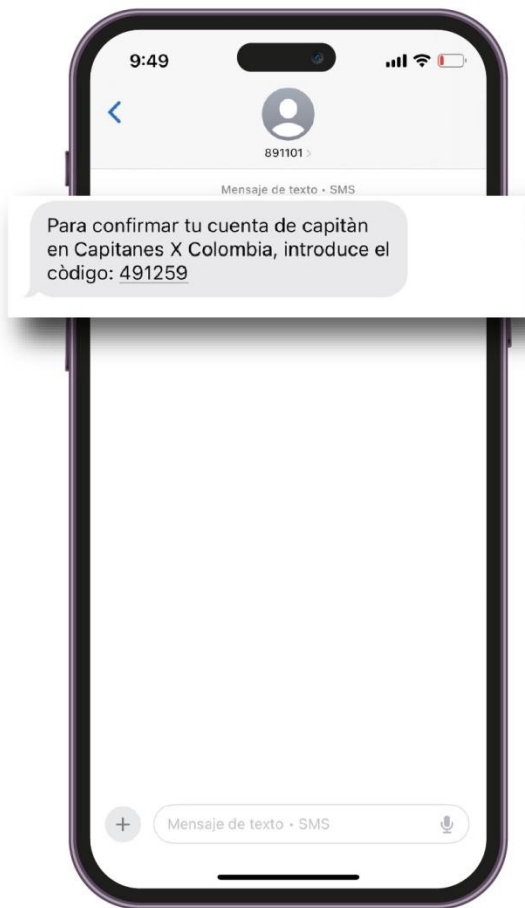 9:49
891101
Mensaje de texto • SMS
Para confirmar tu cuenta de capitàn
en Capitanes X Colombia, introduce el
còdigo: 491259
Mensaje de texto • SMS